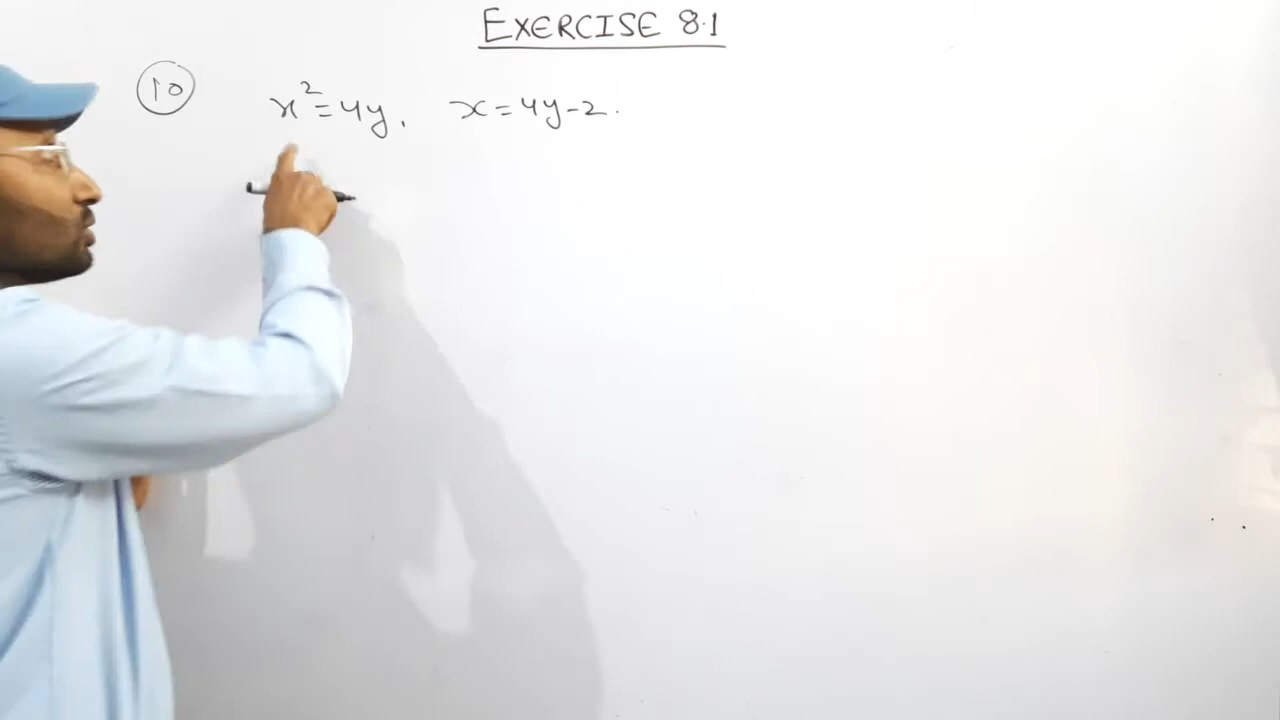 EXERCISE 8.1
10 x² = 4y, x = 4y - 2.